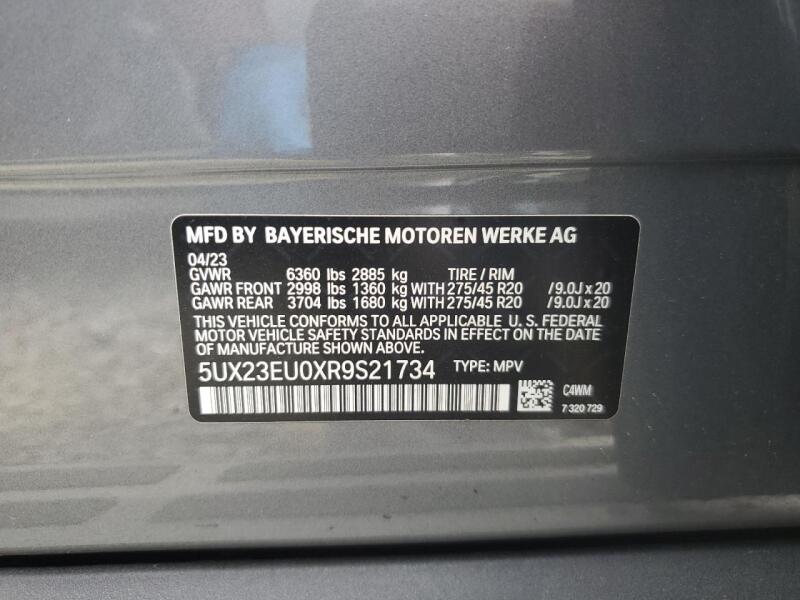 MFD BY BAYERISCHE MOTOREN WERKE AG
04/23
GVWR 6360 lbs 2885 kg TIRE / RIM
GAWR FRONT 2998 lbs 1360 kg WITH 275/45 R20 /9.0J x 20
GAWR REAR 3704 lbs 1680 kg WITH 275/45 R20 /9.0J x 20
THIS VEHICLE CONFORMS TO ALL APPLICABLE U. S. FEDERAL
MOTOR VEHICLE SAFETY STANDARDS IN EFFECT ON THE DATE
OF MANUFACTURE SHOWN ABOVE.
5UX23EU0XR9S21734 TYPE: MPV
C4WM
7 320 729